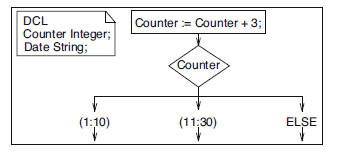 DCL
Counter Integer;
Date String;
Counter := Counter + 3;
Counter
(1:10)
(11:30)
ELSE